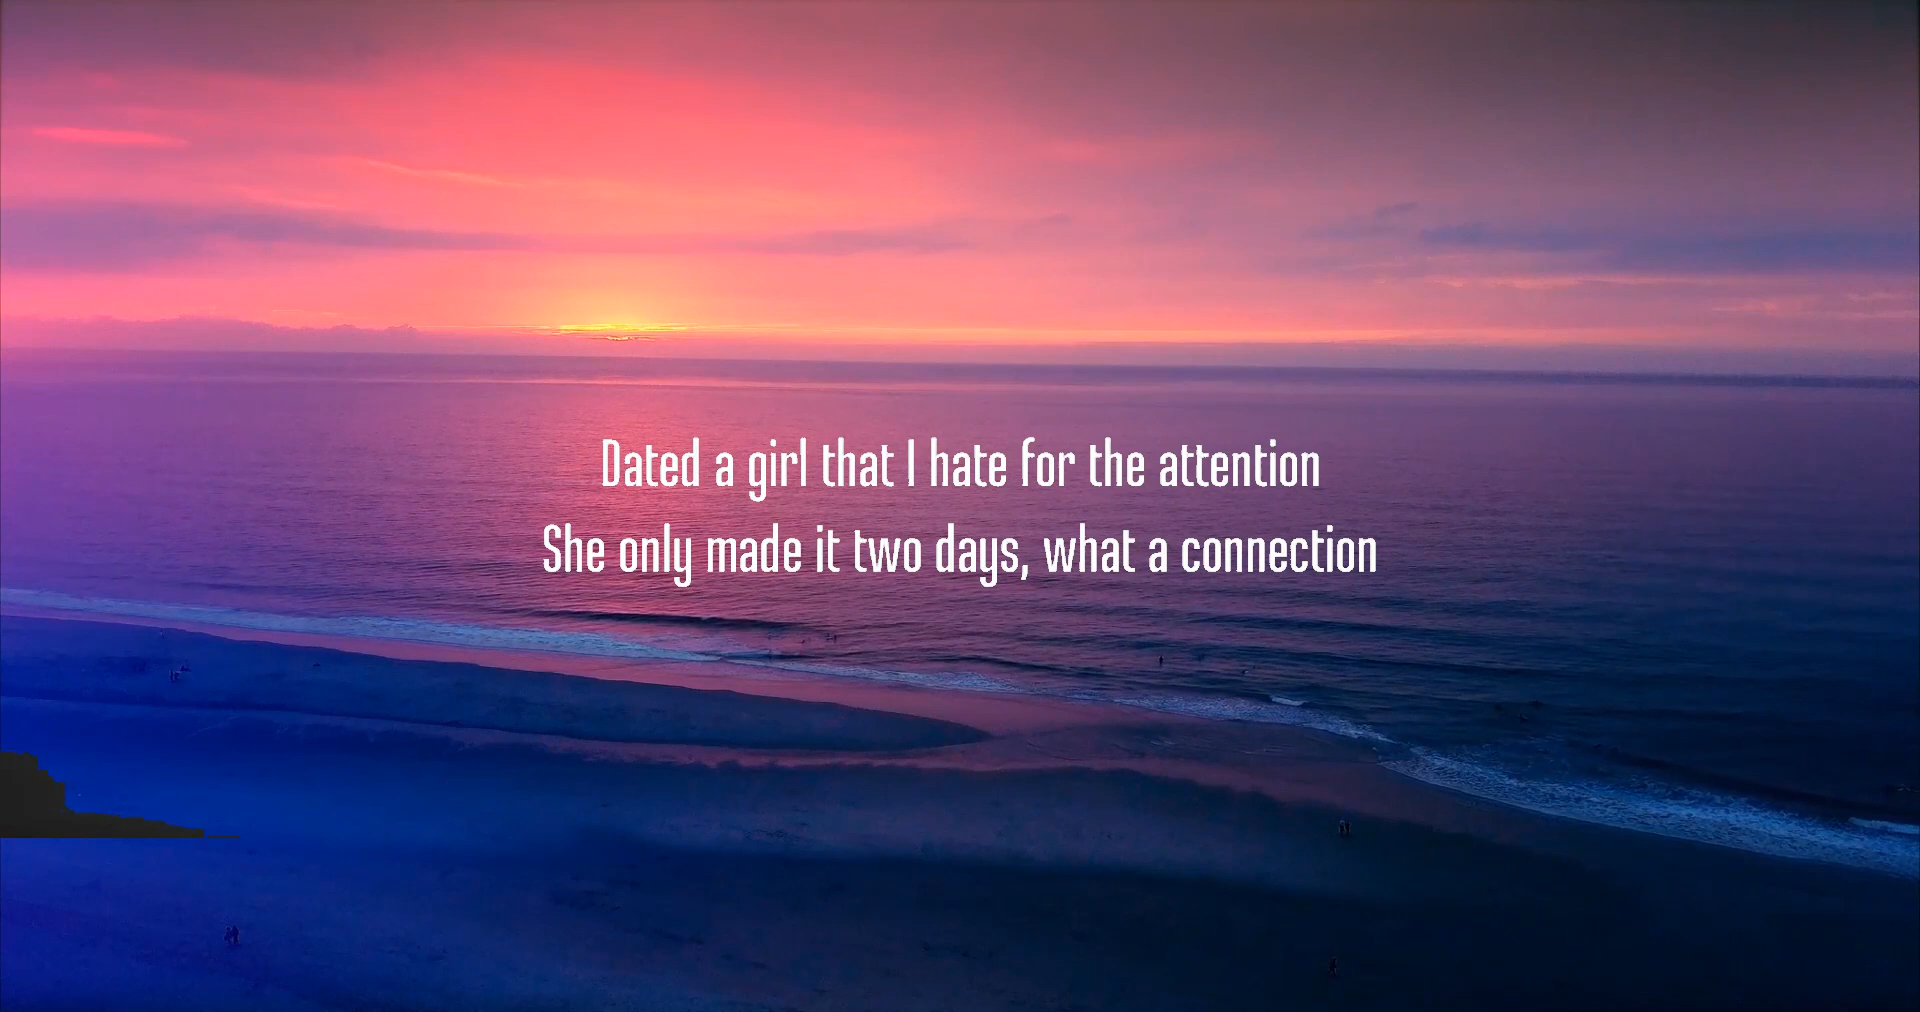 Dated a girl that I hate for the attention
She only made it two days, what a connection